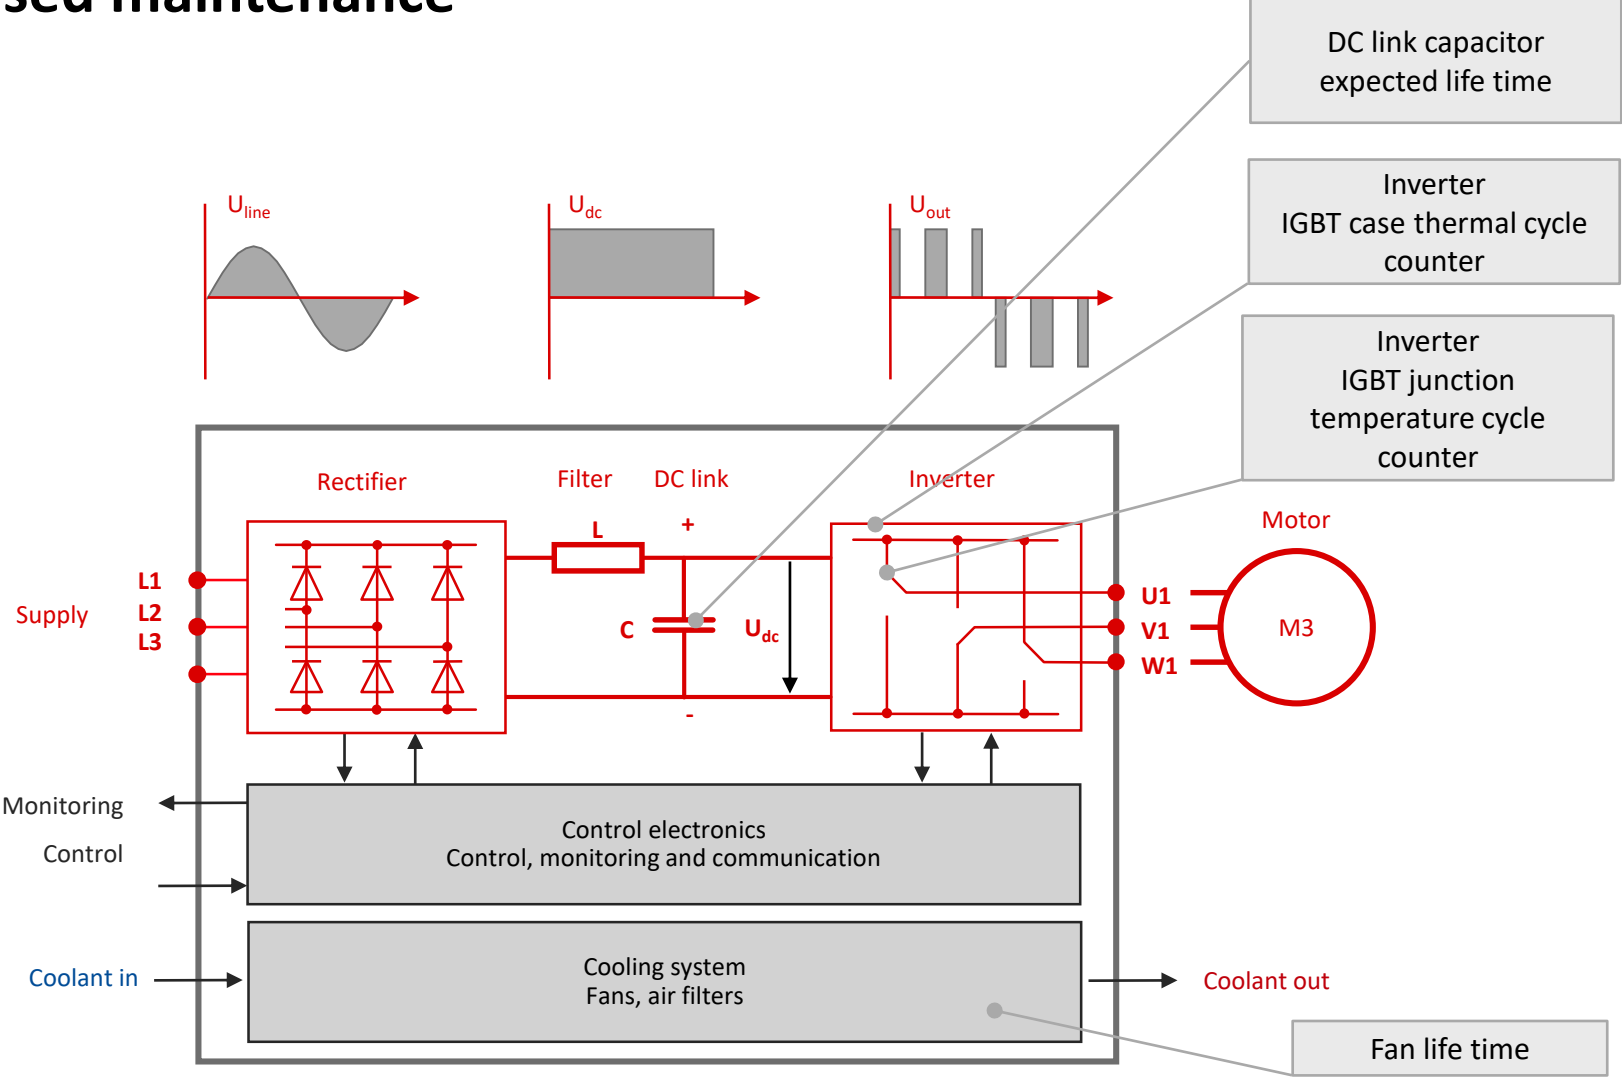 sed maintenance
DC link capacitor
expected life time
Inverter
IGBT case thermal cycle
counter
Inverter
IGBT junction
temperature cycle
counter
Uline
Udc
Uout
Rectifier
Filter
DC link
Inverter
Motor
L
+
L1
L2
L3
Supply
C
Udc
-
U1
V1
W1
M3
Monitoring
Control
Control electronics
Control, monitoring and communication
Coolant in
Cooling system
Fans, air filters
Coolant out
Fan life time